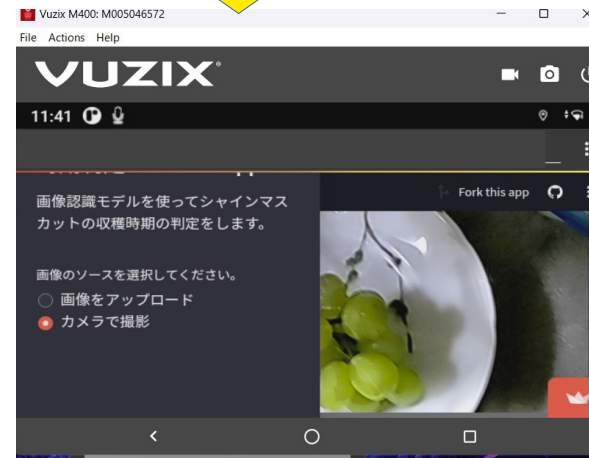 Vuzix M400: M005046572
File Actions Help
VUZIX®
11:41
Fork this app
画像認識モデルを使ってシャインマス
カットの収穫時期の判定をします。
画像のソースを選択してください。
画像をアップロード
カメラで撮影